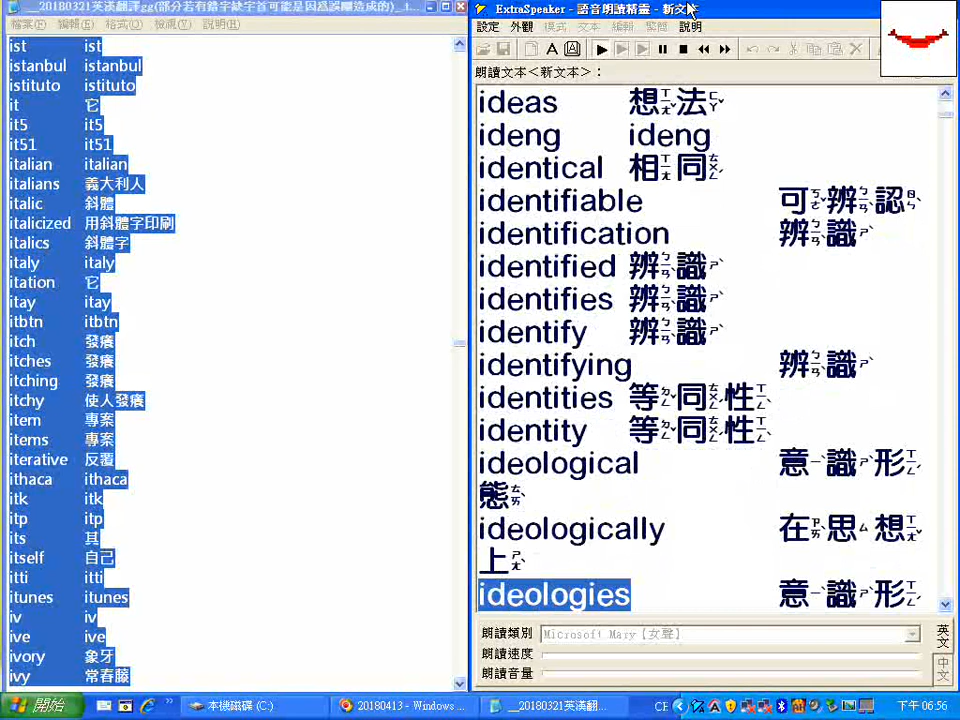 __20180321英漢翻譯gg(部分若有錯字缺字首可能是因為誤壓造成的)_.t...
檔案(F) 編輯(E) 格式(O) 檢視(V) 說明(H)
ist ist
istanbul istanbul
istituto istituto
it 它
it5 it5
it51 it51
italian italian
italians 義大利人
italic 斜體
italicized 用斜體字印刷
italics 斜體字
italy italy
itation 它
itay itay
itbtn itbtn
itch 發癢
itches 發癢
itching 發癢
itchy 使人發癢
item 專案
items 專案
iterative 反覆
ithaca ithaca
itk itk
itp itp
its 其
itself 自己
itti itti
itunes itunes
iv iv
ive ive
ivory 象牙
ivy 常春藤
ExtraSpeaker - 語音朗讀精靈 - 新文
設定 外觀 模式 文本 編輯 繁簡 說明
朗讀文本<新文本>:
ideas 想法
ideng ideng
identical 相同
identifiable 可辨認
identification 辨識
identified 辨識
identifies 辨識
identify 辨識
identifying 辨識
identities 等同性
identity 等同性
ideological 意識形
態
ideologically 在思想
上
ideologies 意識形
朗讀類別 Microsoft Mary【女聲】
朗讀速度
朗讀音量
英文
中文
開始 本機磁碟 (C:) 20180413 - Windows ... __20180321英漢翻... CH 下午 06:56